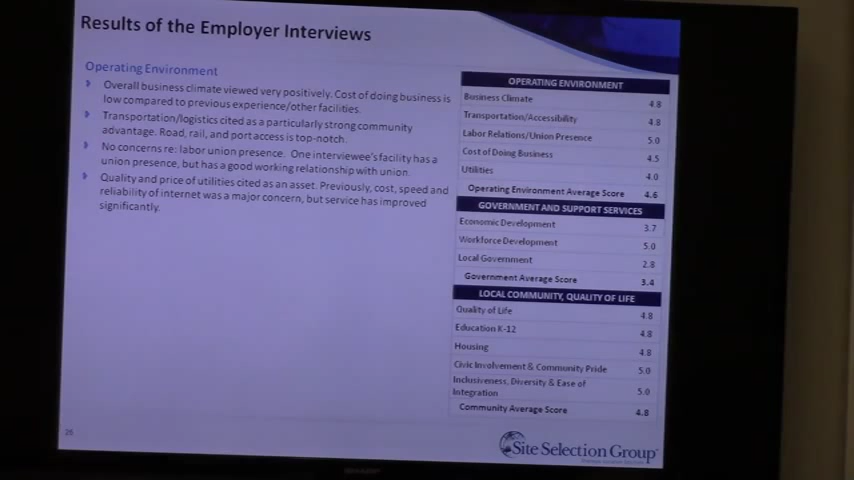 Results of the Employer Interviews
Operating Environment
Overall business climate viewed very positively. Cost of doing business is
low compared to previous experience/other facilities.
Transportation/logistics cited as a particularly strong community
advantage. Road, rail, and port access is top-notch.
No concerns re: labor union presence. One interviewee's facility has a
union presence, but has a good working relationship with union.
Quality and price of utilities cited as an asset. Previously, cost, speed and
reliability of internet was a major concern, but service has improved
significantly.
OPERATING ENVIRONMENT
Business Climate 4.8
Transportation/Accessibility 4.8
Labor Relations/Union Presence 5.0
Cost of Doing Business 4.5
Utilities 4.0
Operating Environment Average Score 4.6
GOVERNMENT AND SUPPORT SERVICES
Economic Development 3.7
Workforce Development 5.0
Local Government 2.8
Government Average Score 3.4
LOCAL COMMUNITY, QUALITY OF LIFE
Quality of Life 4.8
Education K-12 4.8
Housing 4.8
Civic Involvement & Community Pride 5.0
Inclusiveness, Diversity & Ease of
Integration 5.0
Community Average Score 4.8
Site Selection Group